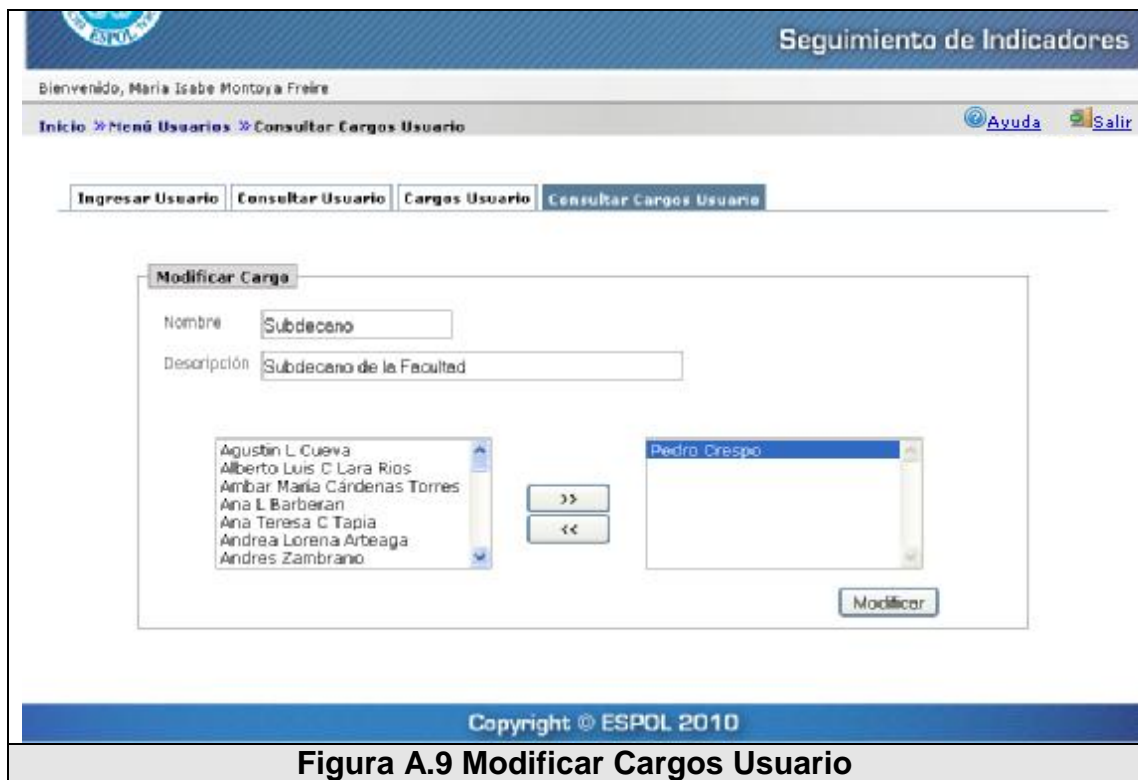 ESPOL
Seguimiento de Indicadores
Bienvenido, Maria Isabe Montoya Freire
Inicio »Menú Usuarios »Consultar Cargos Usuario
Ayuda Salir
Ingresar Usuario Consultar Usuario Cargos Usuario Consultar Cargos Usuario
Modificar Cargo
Nombre Subdecano
Descripción Subdecano de la Facultad
Agustin L Cueva
Alberto Luis C Lara Rios
Ambar Maria Cárdenas Torres
Ana L Barberan
Ana Teresa C Tapia
Andrea Lorena Arteaga
Andres Zambrano
>>
<<
Pedro Crespo
Modificar
Copyright © ESPOL 2010
Figura A.9 Modificar Cargos Usuario